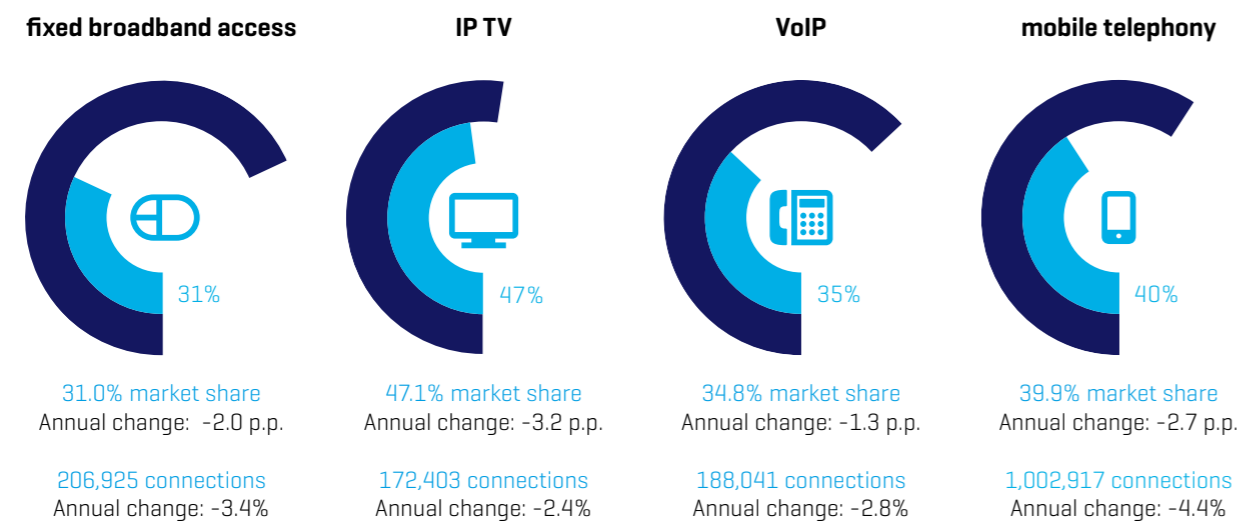 fixed broadband access
31%
31.0% market share
Annual change: -2.0 p.p.
206,925 connections
Annual change: -3.4%
IP TV
47%
47.1% market share
Annual change: -3.2 p.p.
172,403 connections
Annual change: -2.4%
VoIP
35%
34.8% market share
Annual change: -1.3 p.p.
188,041 connections
Annual change: -2.8%
mobile telephony
40%
39.9% market share
Annual change: -2.7 p.p.
1,002,917 connections
Annual change: -4.4%